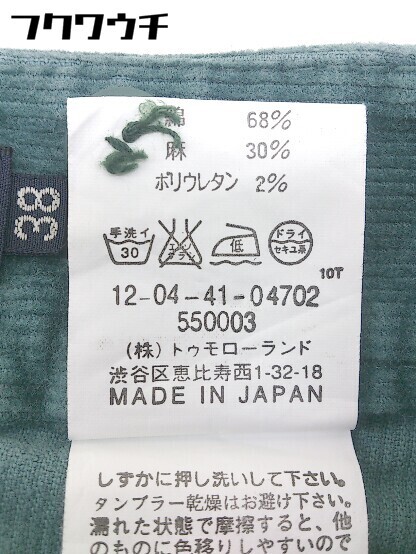 フクワウチ
綿 68%
麻 30%
ポリウレタン 2%
38
手洗イ
30
エンソ
低
ドライ
セキユ系
10T
12-04-41-04702
550003
(株)トゥモローランド
渋谷区恵比寿西1-32-18
MADE IN JAPAN
しずかに押し洗いして下さい。
タンブラー乾燥はお避け下さい。
濡れた状態で摩擦すると、他
のものに色移りしやすいので